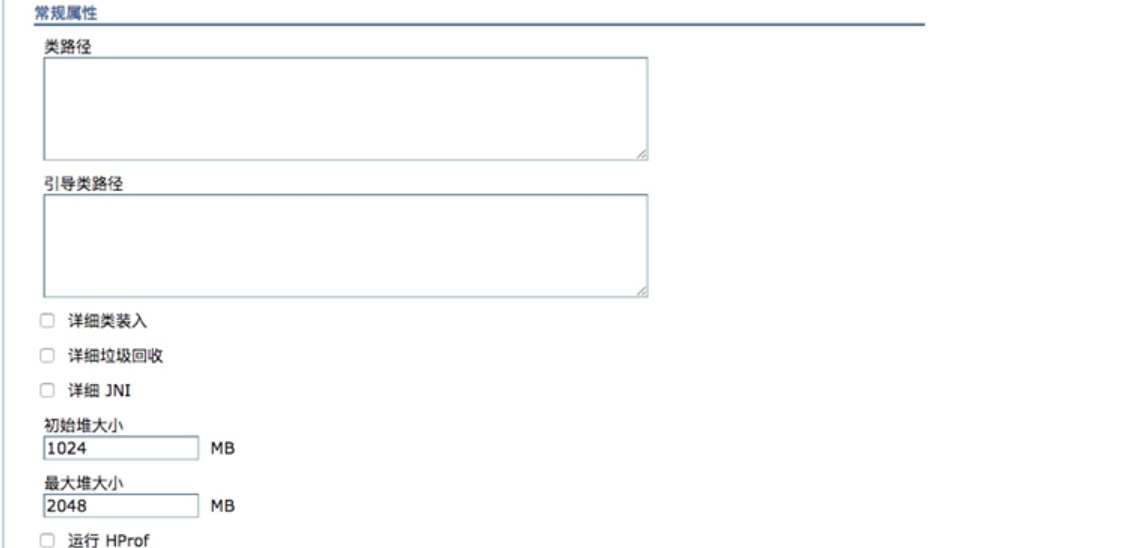 常规属性
类路径
引导类路径
详细类装入
详细垃圾回收
详细 JNI
初始堆大小
1024 MB
最大堆大小
2048 MB
运行 HProf